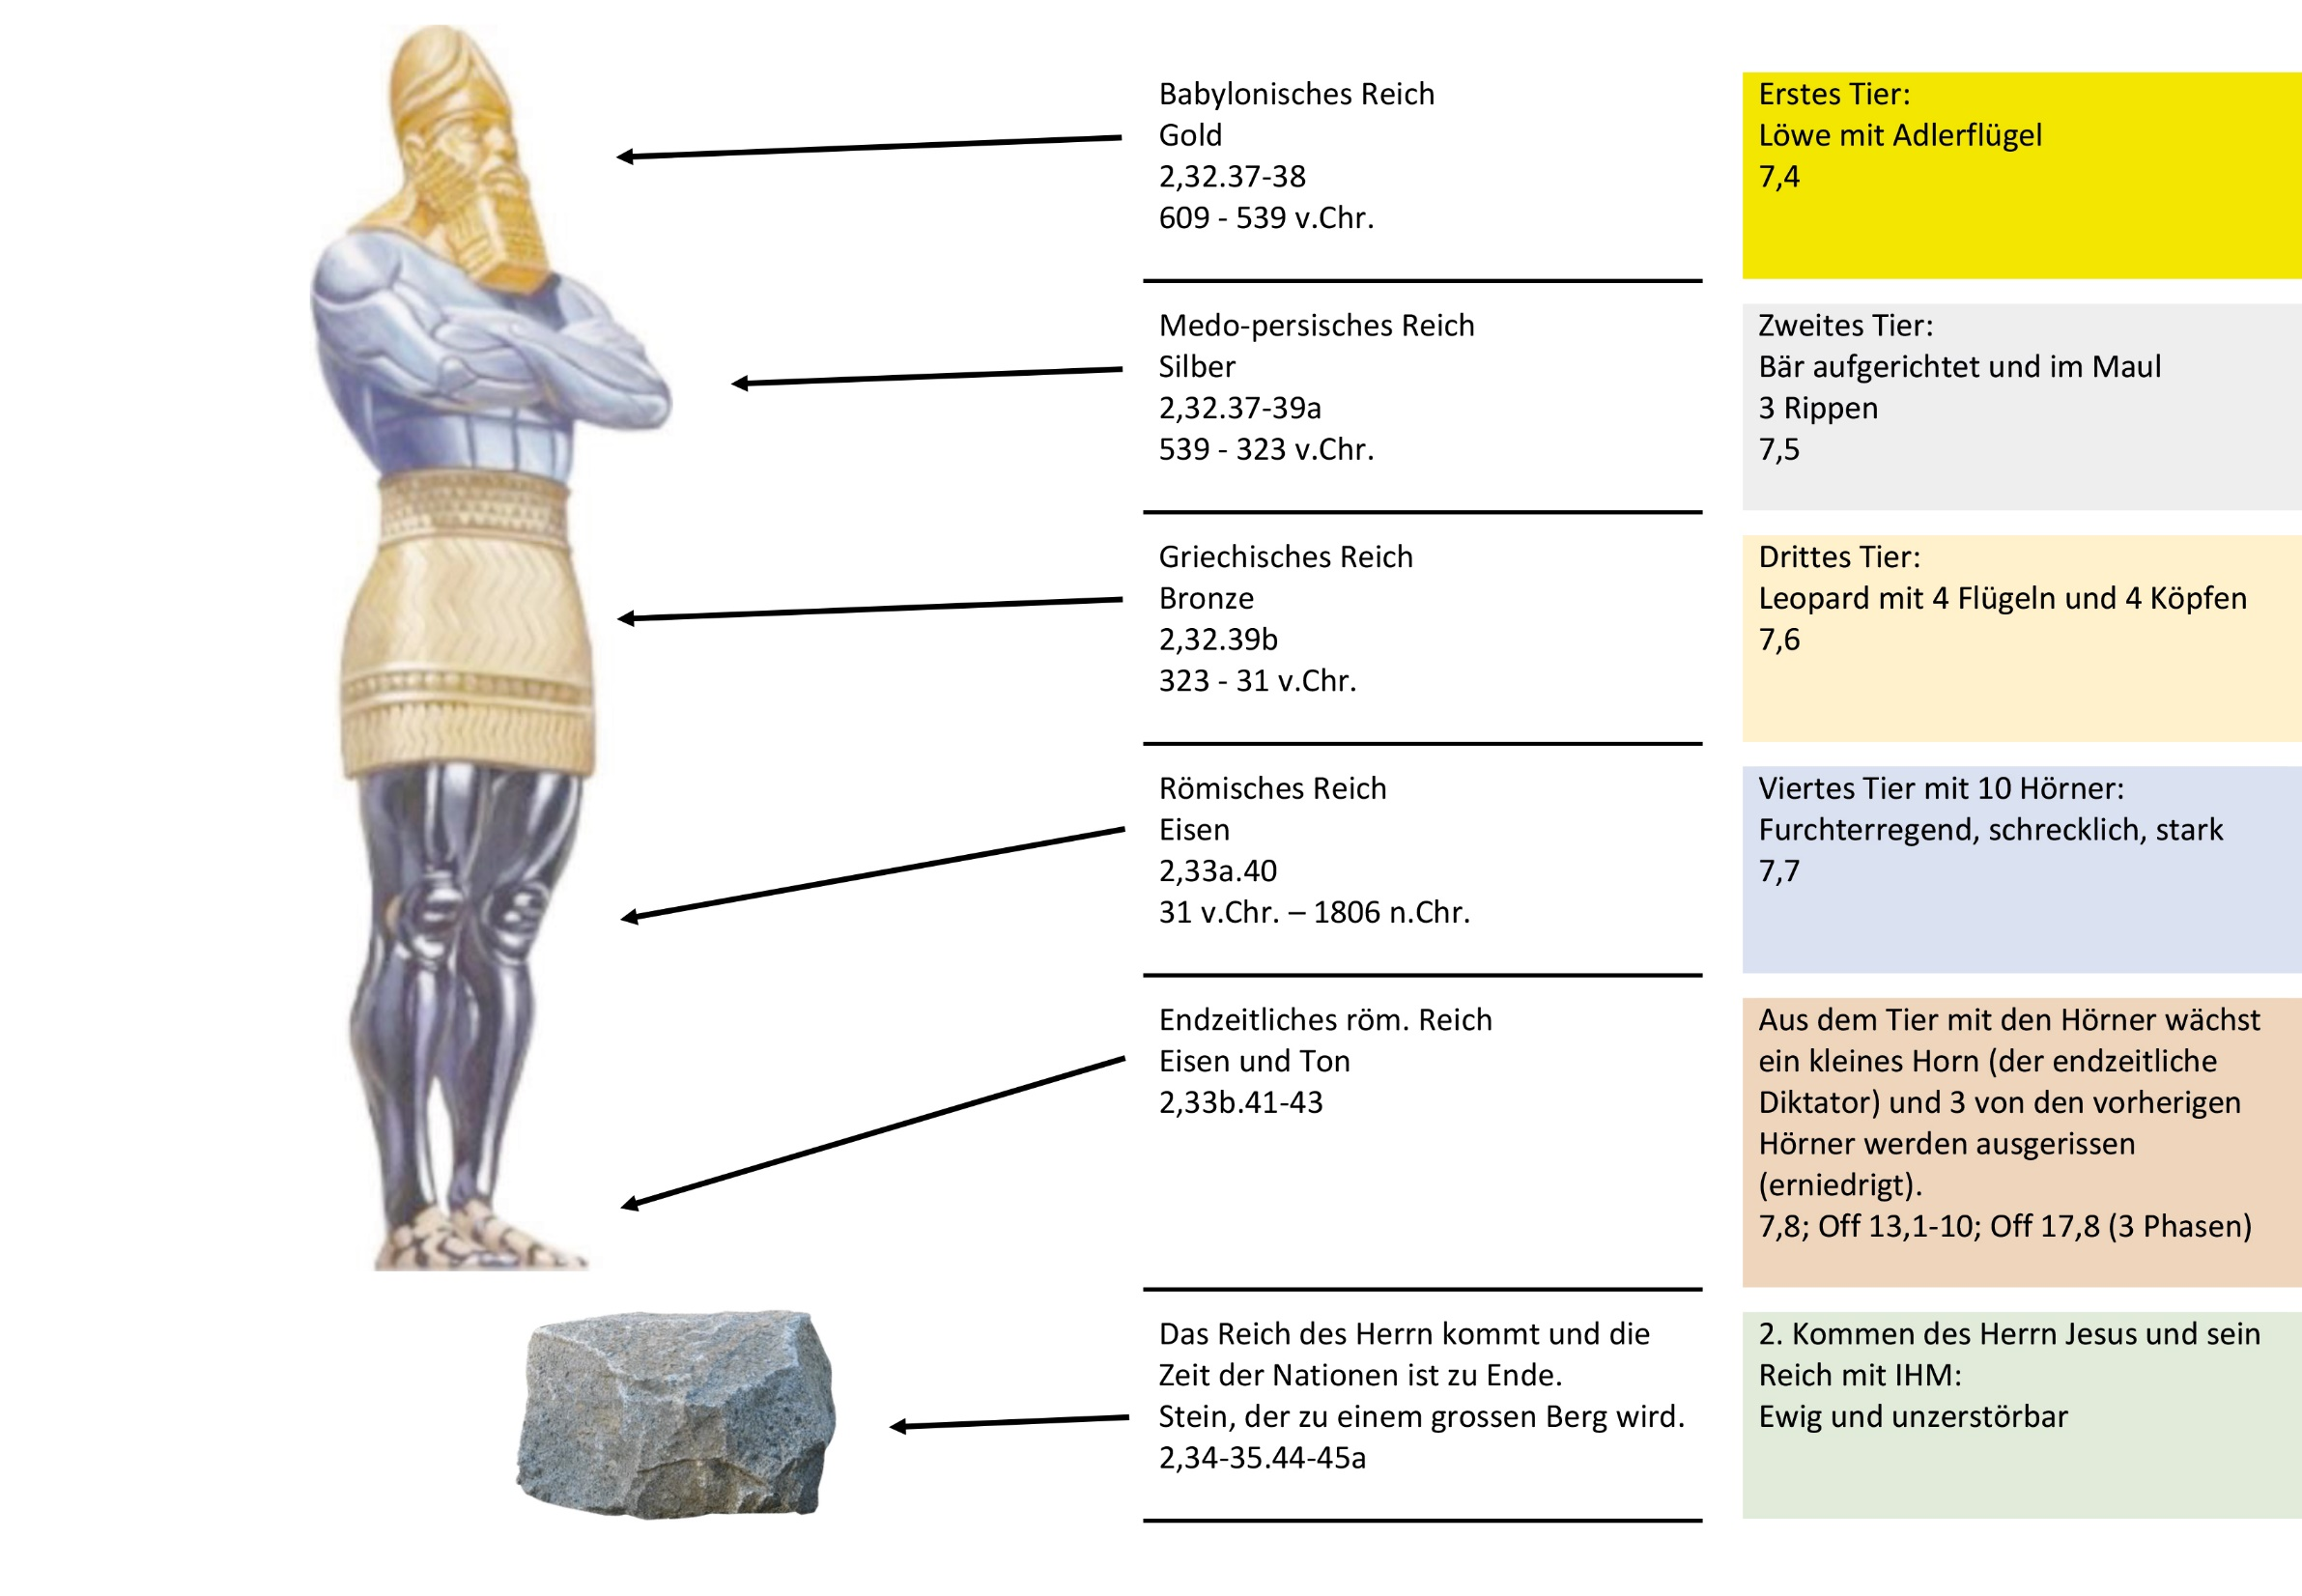 Babylonisches Reich
Gold
2,32.37-38
609 - 539 v.Chr.
Erstes Tier:
Löwe mit Adlerflügel
7,4
Medo-persisches Reich
Silber
2,32.37-39a
539 - 323 v.Chr.
Zweites Tier:
Bär aufgerichtet und im Maul
3 Rippen
7,5
Griechisches Reich
Bronze
2,32.39b
323 - 31 v.Chr.
Drittes Tier:
Leopard mit 4 Flügeln und 4 Köpfen
7,6
Römisches Reich
Eisen
2,33a.40
31 v.Chr. – 1806 n.Chr.
Viertes Tier mit 10 Hörner:
Furchterregend, schrecklich, stark
7,7
Endzeitliches röm. Reich
Eisen und Ton
2,33b.41-43
Aus dem Tier mit den Hörner wächst
ein kleines Horn (der endzeitliche
Diktator) und 3 von den vorherigen
Hörner werden ausgerissen
(erniedrigt).
7,8; Off 13,1-10; Off 17,8 (3 Phasen)
Das Reich des Herrn kommt und die
Zeit der Nationen ist zu Ende.
Stein, der zu einem grossen Berg wird.
2,34-35.44-45a
2. Kommen des Herrn Jesus und sein
Reich mit IHM:
Ewig und unzerstörbar